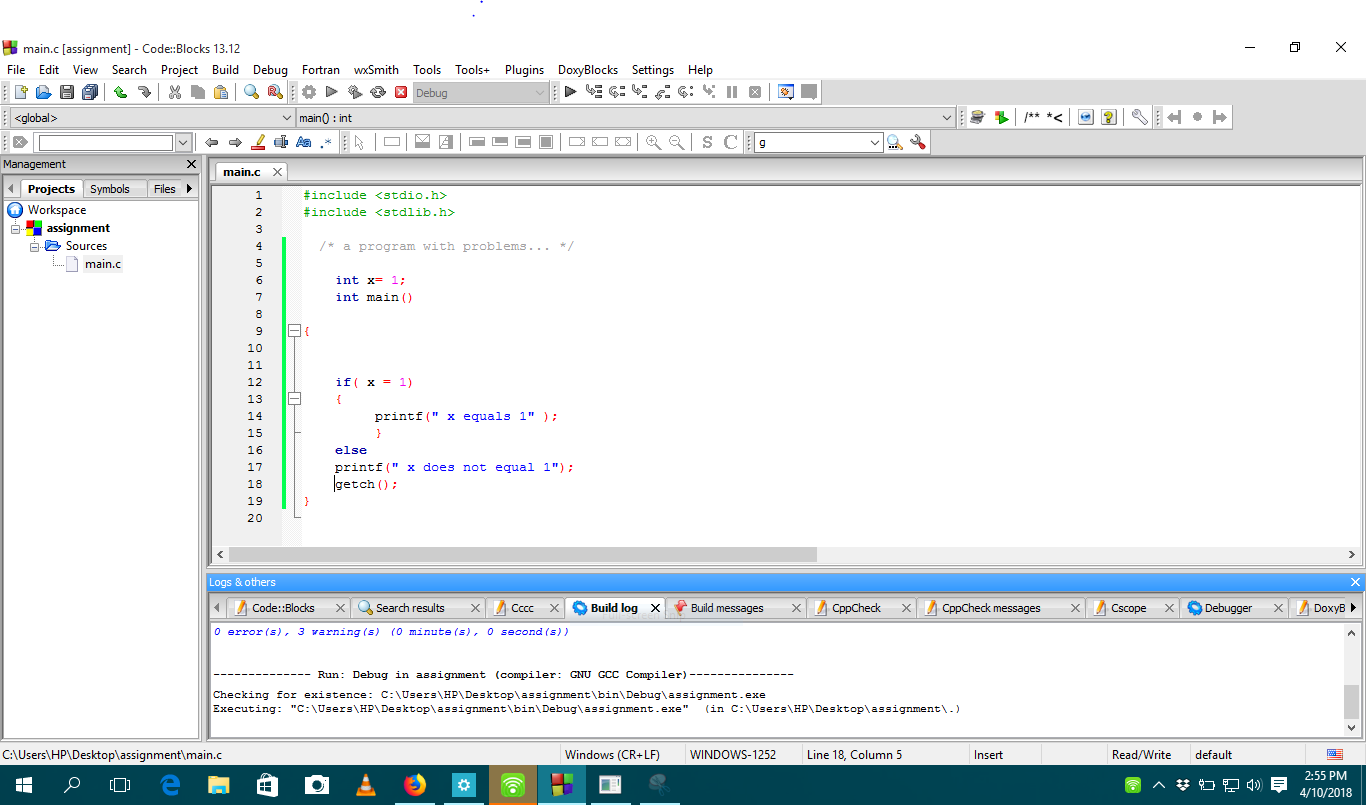 main.c [assignment] - Code::Blocks 13.12
File Edit View Search Project Build Debug Fortran wxSmith Tools Tools+ Plugins DoxyBlocks Settings Help
Debug
<global> main() : int /** *<
Aa .* S C g
Management
Projects Symbols Files
Workspace
assignment
Sources
main.c
main.c
1 #include <stdio.h>
2 #include <stdlib.h>
3
4 /* a program with problems... */
5
6 int x= 1;
7 int main()
8
9 {
10
11
12 if( x = 1)
13 {
14 printf(" x equals 1" );
15 }
16 else
17 printf(" x does not equal 1");
18 getch();
19 }
20
Logs & others
Code::Blocks Search results Cccc Build log Build messages CppCheck CppCheck messages Cscope Debugger DoxyB
0 error(s), 3 warning(s) (0 minute(s), 0 second(s))
-------------- Run: Debug in assignment (compiler: GNU GCC Compiler)---------------
Checking for existence: C:\Users\HP\Desktop\assignment\bin\Debug\assignment.exe
Executing: "C:\Users\HP\Desktop\assignment\bin\Debug\assignment.exe" (in C:\Users\HP\Desktop\assignment\.)
C:\Users\HP\Desktop\assignment\main.c Windows (CR+LF) WINDOWS-1252 Line 18, Column 5 Insert Read/Write default
2:55 PM
4/10/2018